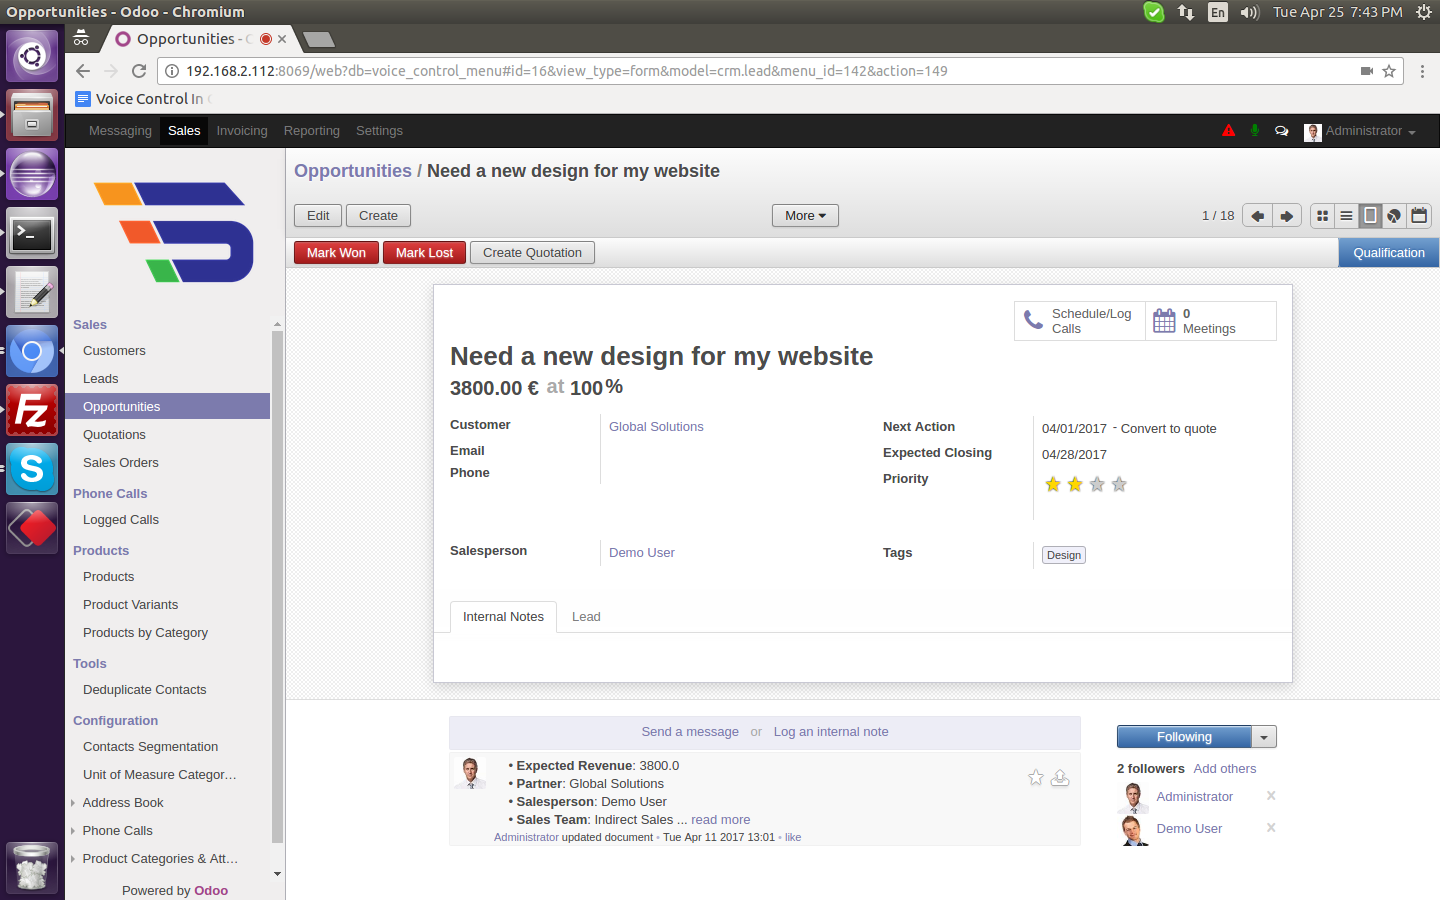 Opportunities - Odoo - Chromium
En
Tue Apr 25 7:43 PM
Opportunities -
192.168.2.112:8069/web?db=voice_control_menu#id=16&view_type=form&model=crm.lead&menu_id=142&action=149
Voice Control In
Messaging Sales Invoicing Reporting Settings
Administrator
Opportunities / Need a new design for my website
Edit Create
More
1 / 18
Mark Won Mark Lost Create Quotation
Qualification
Sales
Customers
Leads
Opportunities
Quotations
Sales Orders
Phone Calls
Logged Calls
Products
Products
Product Variants
Products by Category
Tools
Deduplicate Contacts
Configuration
Contacts Segmentation
Unit of Measure Categor...
Address Book
Phone Calls
Product Categories & Att...
Powered by Odoo
Schedule/Log
Calls
0
Meetings
Need a new design for my website
3800.00 € at 100%
Customer Global Solutions
Email
Phone
Next Action 04/01/2017 - Convert to quote
Expected Closing 04/28/2017
Priority
Salesperson Demo User
Tags Design
Internal Notes Lead
Send a message or Log an internal note
• Expected Revenue: 3800.0
• Partner: Global Solutions
• Salesperson: Demo User
• Sales Team: Indirect Sales ... read more
Administrator updated document • Tue Apr 11 2017 13:01 • like
Following
2 followers Add others
Administrator
Demo User
Fz
S